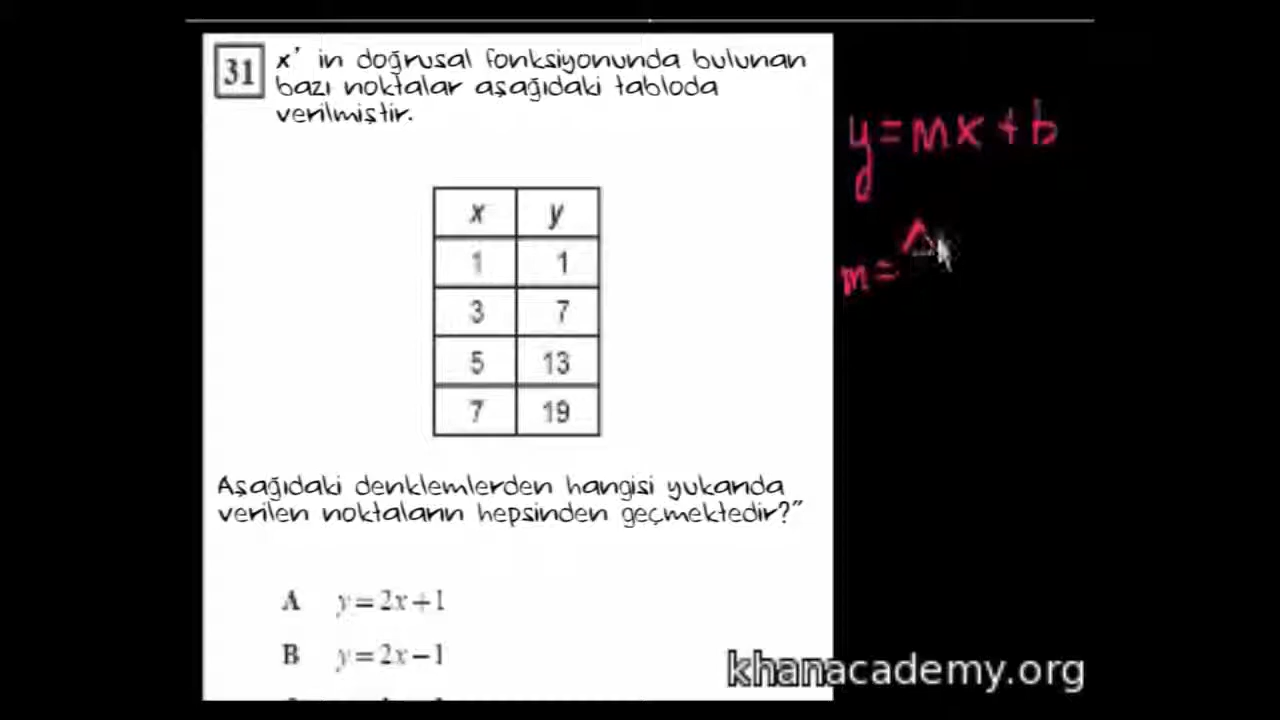 31 x' in doğrusal fonksiyonunda bulunan
bazı noktalar aşağıdaki tabloda
verilmiştir.
y = mx + b
m = Δ
x y
1 1
3 7
5 13
7 19
Aşağıdaki denklemlerden hangisi yukarıda
verilen noktaların hepsinden geçmektedir?"
A y=2x+1
B y=2x−1
khanacademy.org